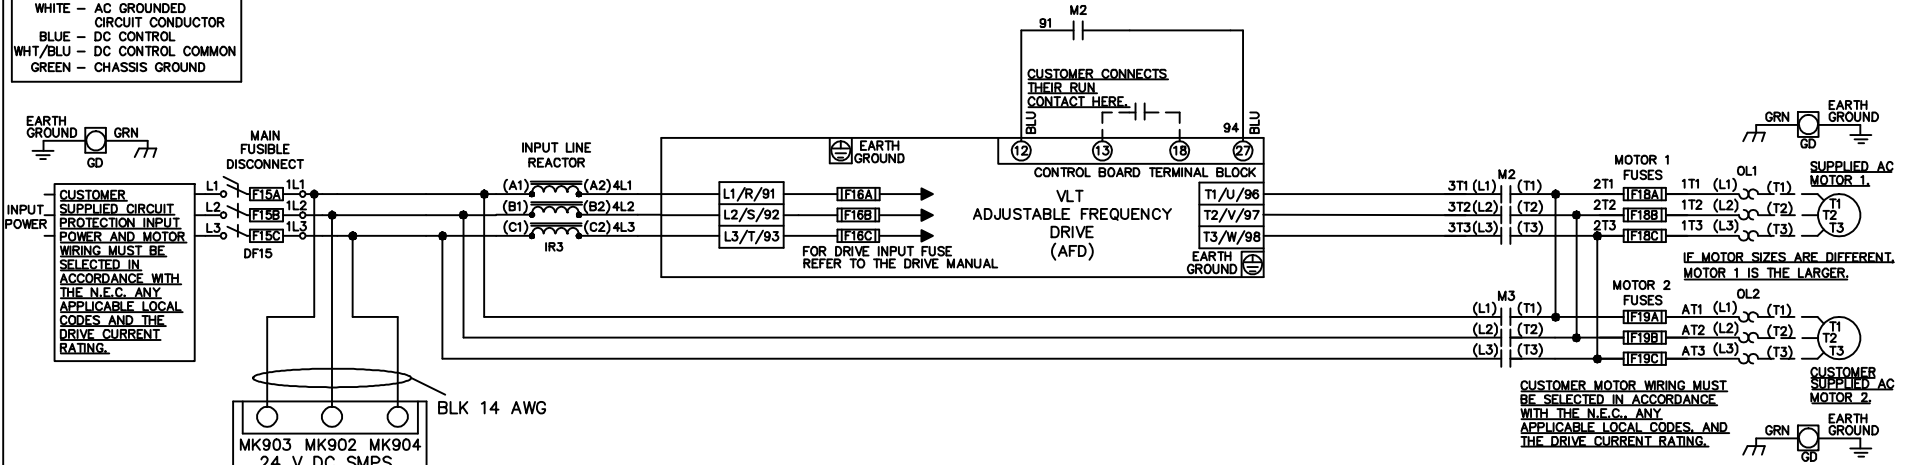 WHITE – AC GROUNDED
CIRCUIT CONDUCTOR
BLUE – DC CONTROL
WHT/BLU – DC CONTROL COMMON
GREEN – CHASSIS GROUND
EARTH
GROUND
GRN
GD
MAIN
FUSIBLE
DISCONNECT
INPUT
POWER
CUSTOMER
SUPPLIED CIRCUIT
PROTECTION INPUT
POWER AND MOTOR
WIRING MUST BE
SELECTED IN
ACCORDANCE WITH
THE N.E.C. ANY
APPLICABLE LOCAL
CODES AND THE
DRIVE CURRENT
RATING.
L1 F15A 1L1
L2 F15B 1L2
L3 F15C 1L3
DF15
INPUT LINE
REACTOR
(A1) (A2) 4L1
(B1) (B2) 4L2
(C1) (C2) 4L3
IR3
BLK 14 AWG
MK903 MK902 MK904
24 V DC SMPS
M2
91
CUSTOMER CONNECTS
THEIR RUN
CONTACT HERE.
BLU
94 BLU
12 13 18 27
CONTROL BOARD TERMINAL BLOCK
EARTH
GROUND
L1/R/91 F16A
L2/S/92 F16B
L3/T/93 F16C
FOR DRIVE INPUT FUSE
REFER TO THE DRIVE MANUAL
VLT
ADJUSTABLE FREQUENCY
DRIVE
(AFD)
T1/U/96
T2/V/97
T3/W/98
EARTH
GROUND
M2
3T1 (L1) (T1)
3T2 (L2) (T2)
3T3 (L3) (T3)
MOTOR 1
FUSES
2T1 F18A 1T1 (L1) (T1)
2T2 F18B 1T2 (L2) (T2)
2T3 F18C 1T3 (L3) (T3)
OL1
GRN
GD
EARTH
GROUND
SUPPLIED AC
MOTOR 1.
T1
T2
T3
IF MOTOR SIZES ARE DIFFERENT,
MOTOR 1 IS THE LARGER.
M3
(L1) (T1)
(L2) (T2)
(L3) (T3)
MOTOR 2
FUSES
F19A AT1 (L1) (T1)
F19B AT2 (L2) (T2)
F19C AT3 (L3) (T3)
OL2
T1
T2
T3
CUSTOMER
SUPPLIED AC
MOTOR 2.
CUSTOMER MOTOR WIRING MUST
BE SELECTED IN ACCORDANCE
WITH THE N.E.C., ANY
APPLICABLE LOCAL CODES, AND
THE DRIVE CURRENT RATING.
GRN
GD
EARTH
GROUND